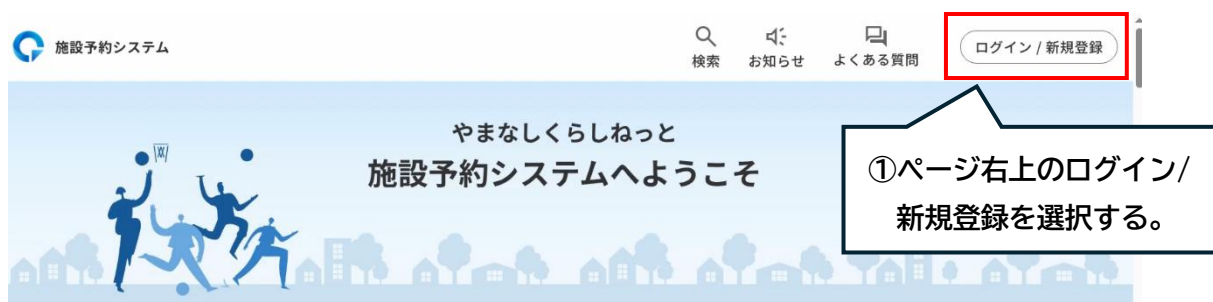 施設予約システム
検索
お知らせ
よくある質問
ログイン / 新規登録
やまなしくらしねっと
施設予約システムへようこそ
①ページ右上のログイン/
新規登録を選択する。